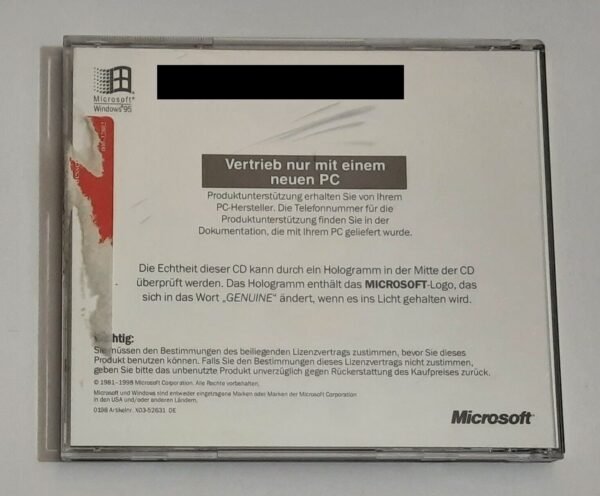 Microsoft®
Windows®95
Vertrieb nur mit einem
neuen PC
Produktunterstützung erhalten Sie von Ihrem
PC-Hersteller. Die Telefonnummer für die
Produktunterstützung finden Sie in der
Dokumentation, die mit Ihrem PC geliefert wurde.
Die Echtheit dieser CD kann durch ein Hologramm in der Mitte der CD
überprüft werden. Das Hologramm enthält das MICROSOFT-Logo, das
sich in das Wort „GENUINE“ ändert, wenn es ins Licht gehalten wird.
chtig:
Sie müssen den Bestimmungen des beiliegenden Lizenzvertrags zustimmen, bevor Sie dieses
Produkt benutzen können. Falls Sie den Bestimmungen dieses Lizenzvertrags nicht zustimmen,
geben Sie bitte das unbenutzte Produkt unverzüglich gegen Rückerstattung des Kaufpreises zurück.
© 1981-1998 Microsoft Corporation. Alle Rechte vorbehalten.
Microsoft und Windows sind entweder eingetragene Marken oder Marken der Microsoft Corporation
in den USA und/oder anderen Ländern.
0198 Artikelnr. X03-52631 DE
Microsoft